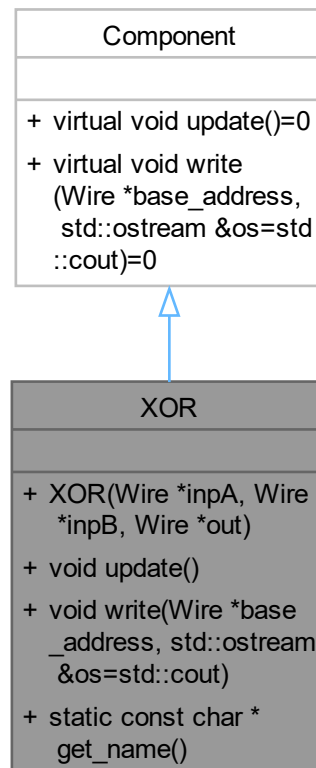 Component
+ virtual void update()=0
+ virtual void write
(Wire *base_address,
std::ostream &os=std
::cout)=0
XOR
+ XOR(Wire *inpA, Wire
*inpB, Wire *out)
+ void update()
+ void write(Wire *base
_address, std::ostream
&os=std::cout)
+ static const char *
get_name()